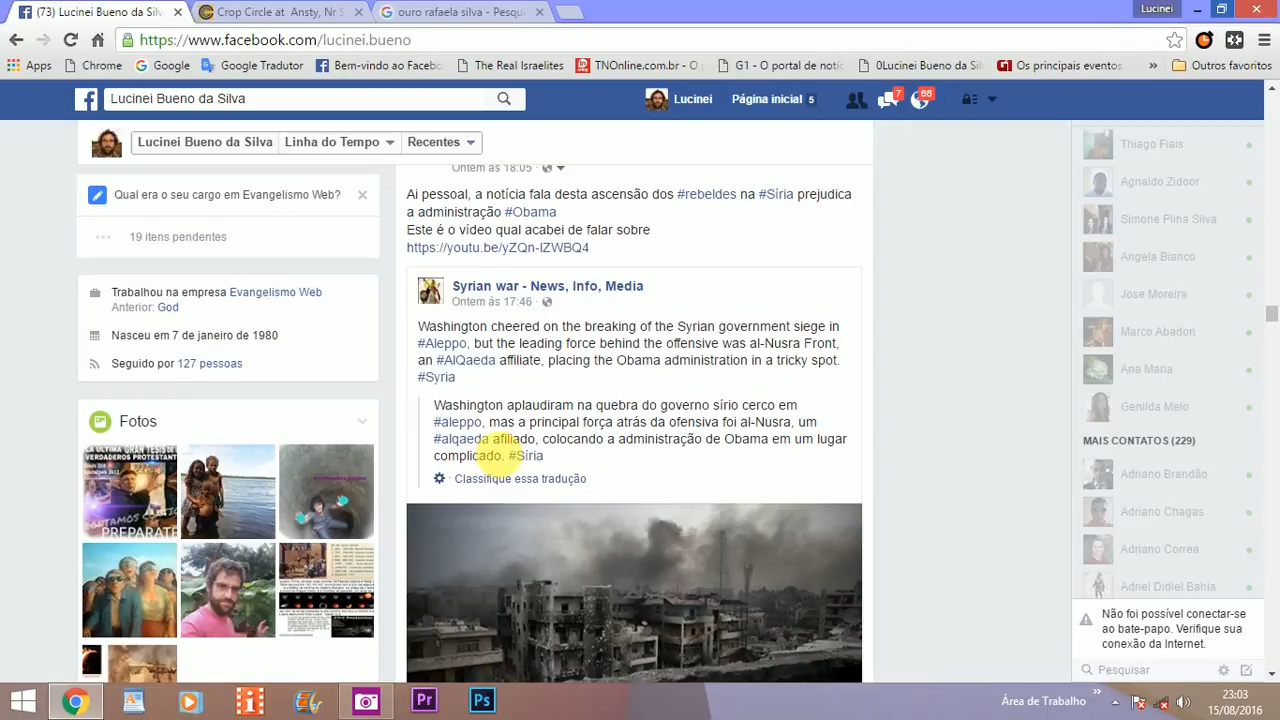 (73) Lucinei Bueno da Silva
Crop Circle at Ansty, Nr S
ouro rafaela silva - Pesqu
Lucinei
https://www.facebook.com/lucinei.bueno
Apps
Chrome
Google
Google Tradutor
Bem-vindo ao Facebo
The Real Israelites
TNOnline.com.br -
G1 - O portal de notíc
0Lucineia Bueno da Sil
Os principais eventos
Outros favoritos
Lucinei Bueno da Silva
Lucinei
Página inicial 5
7
66
Lucinei Bueno da Silva
Linha do Tempo
Recentes
Ontem às 18:05
Qual era o seu cargo em Evangelismo Web?
19 itens pendentes
Trabalhou na empresa Evangelismo Web
Anterior: God
Nasceu em 7 de janeiro de 1980
Seguido por 127 pessoas
Fotos
PREPARATE
Ai pessoal, a notícia fala desta ascensão dos #rebeldes na #Síria prejudica
a administração #Obama
Este é o vídeo qual acabei de falar sobre
https://youtu.be/yZQn-IZWBQ4
Syrian war - News, Info, Media
Ontem às 17:46
Washington cheered on the breaking of the Syrian government siege in
#Aleppo, but the leading force behind the offensive was al-Nusra Front,
an #AlQaeda affiliate, placing the Obama administration in a tricky spot.
#Syria
Washington aplaudiram na quebra do governo sírio cerco em
#aleppo, mas a principal força atrás da ofensiva foi al-Nusra, um
#alqaeda afiliado, colocando a administração de Obama em um lugar
complicado. #Síria
Classifique essa tradução
Thiago Fiais
Agnaldo Zidoor
Simone Plina Silva
Angela Bianco
Jose Moreira
Marco Abadon
Ana Maria
Genilda Melo
MAIS CONTATOS (229)
Adriano Brandão
Adriano Chagas
Adriano Correa
Adriel Didiel Bahia
Não foi possível conectar-se
ao bate-papo. Verifique sua
conexão da Internet.
Pesquisar
Pr
Ps
Área de Trabalho
23:03
15/08/2016